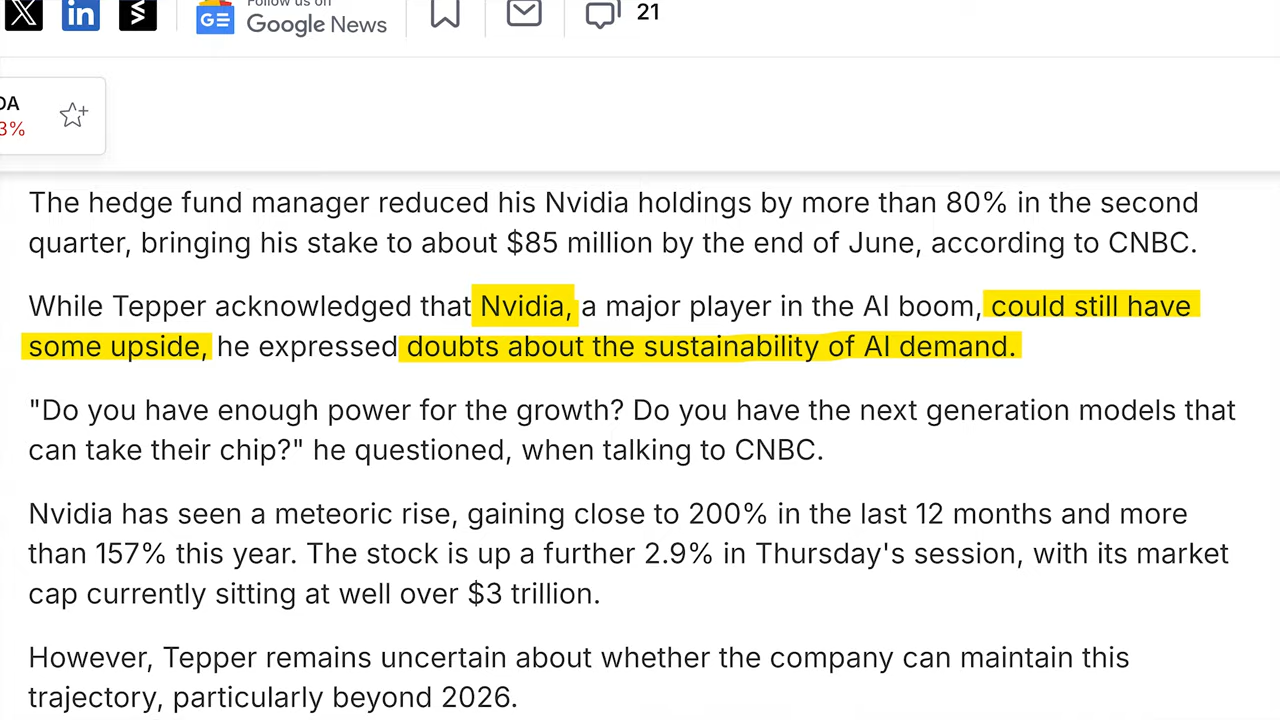 Follow us on
Google News
21
DA
3%
The hedge fund manager reduced his Nvidia holdings by more than 80% in the second
quarter, bringing his stake to about $85 million by the end of June, according to CNBC.
While Tepper acknowledged that Nvidia, a major player in the AI boom, could still have
some upside, he expressed doubts about the sustainability of AI demand.
"Do you have enough power for the growth? Do you have the next generation models that
can take their chip?" he questioned, when talking to CNBC.
Nvidia has seen a meteoric rise, gaining close to 200% in the last 12 months and more
than 157% this year. The stock is up a further 2.9% in Thursday's session, with its market
cap currently sitting at well over $3 trillion.
However, Tepper remains uncertain about whether the company can maintain this
trajectory, particularly beyond 2026.